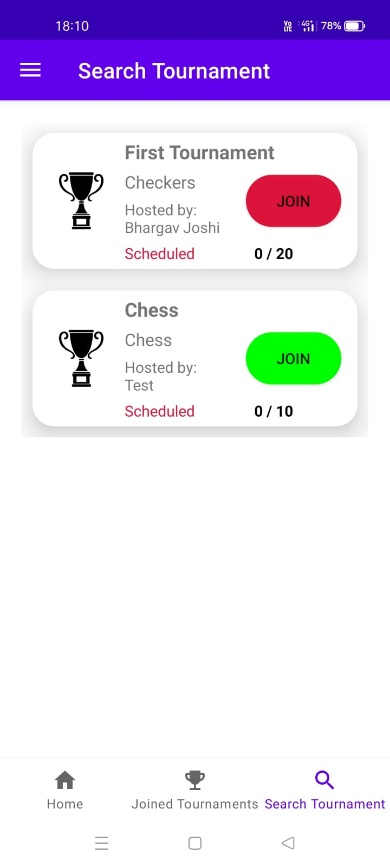 18:10
Vo
LTE
4G+
78%
Search Tournament
First Tournament
Checkers
Hosted by:
Bhargav Joshi
JOIN
Scheduled
0 / 20
Chess
Chess
Hosted by:
Test
JOIN
Scheduled
0 / 10
Home
Joined Tournaments
Search Tournament